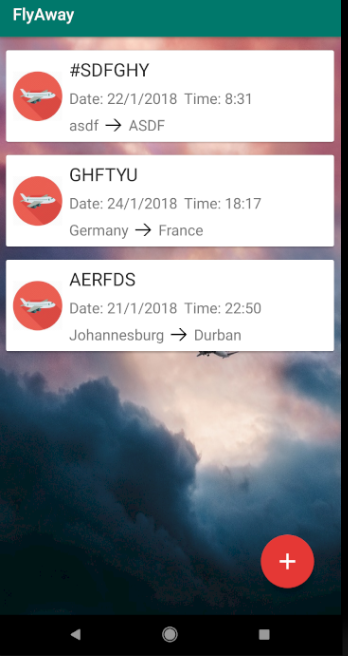 FlyAway
#SDFGHY
Date: 22/1/2018 Time: 8:31
asdf → ASDF
GHFTYU
Date: 24/1/2018 Time: 18:17
Germany → France
AERFDS
Date: 21/1/2018 Time: 22:50
Johannesburg → Durban
+